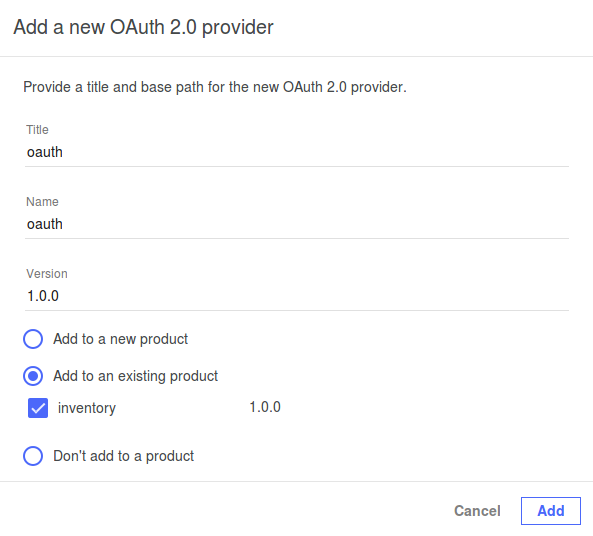 Add a new OAuth 2.0 provider
Provide a title and base path for the new OAuth 2.0 provider.
Title
oauth
Name
oauth
Version
1.0.0
Add to a new product
Add to an existing product
inventory 1.0.0
Don't add to a product
Cancel Add